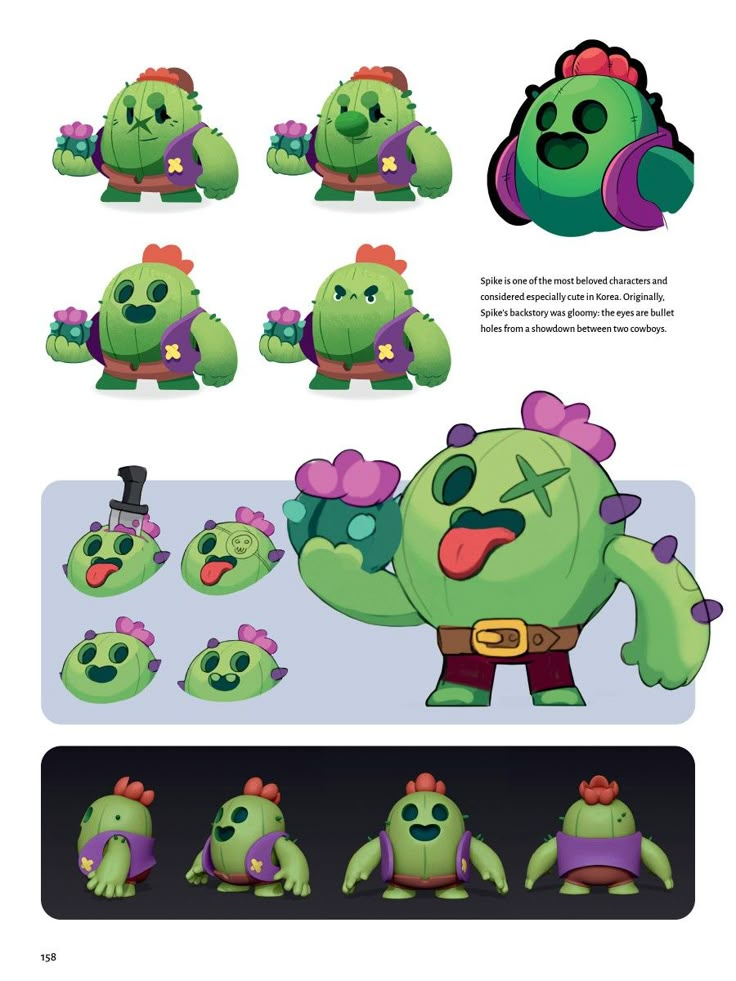 Spike is one of the most beloved characters and
considered especially cute in Korea. Originally,
Spike's backstory was gloomy: the eyes are bullet
holes from a showdown between two cowboys.
158